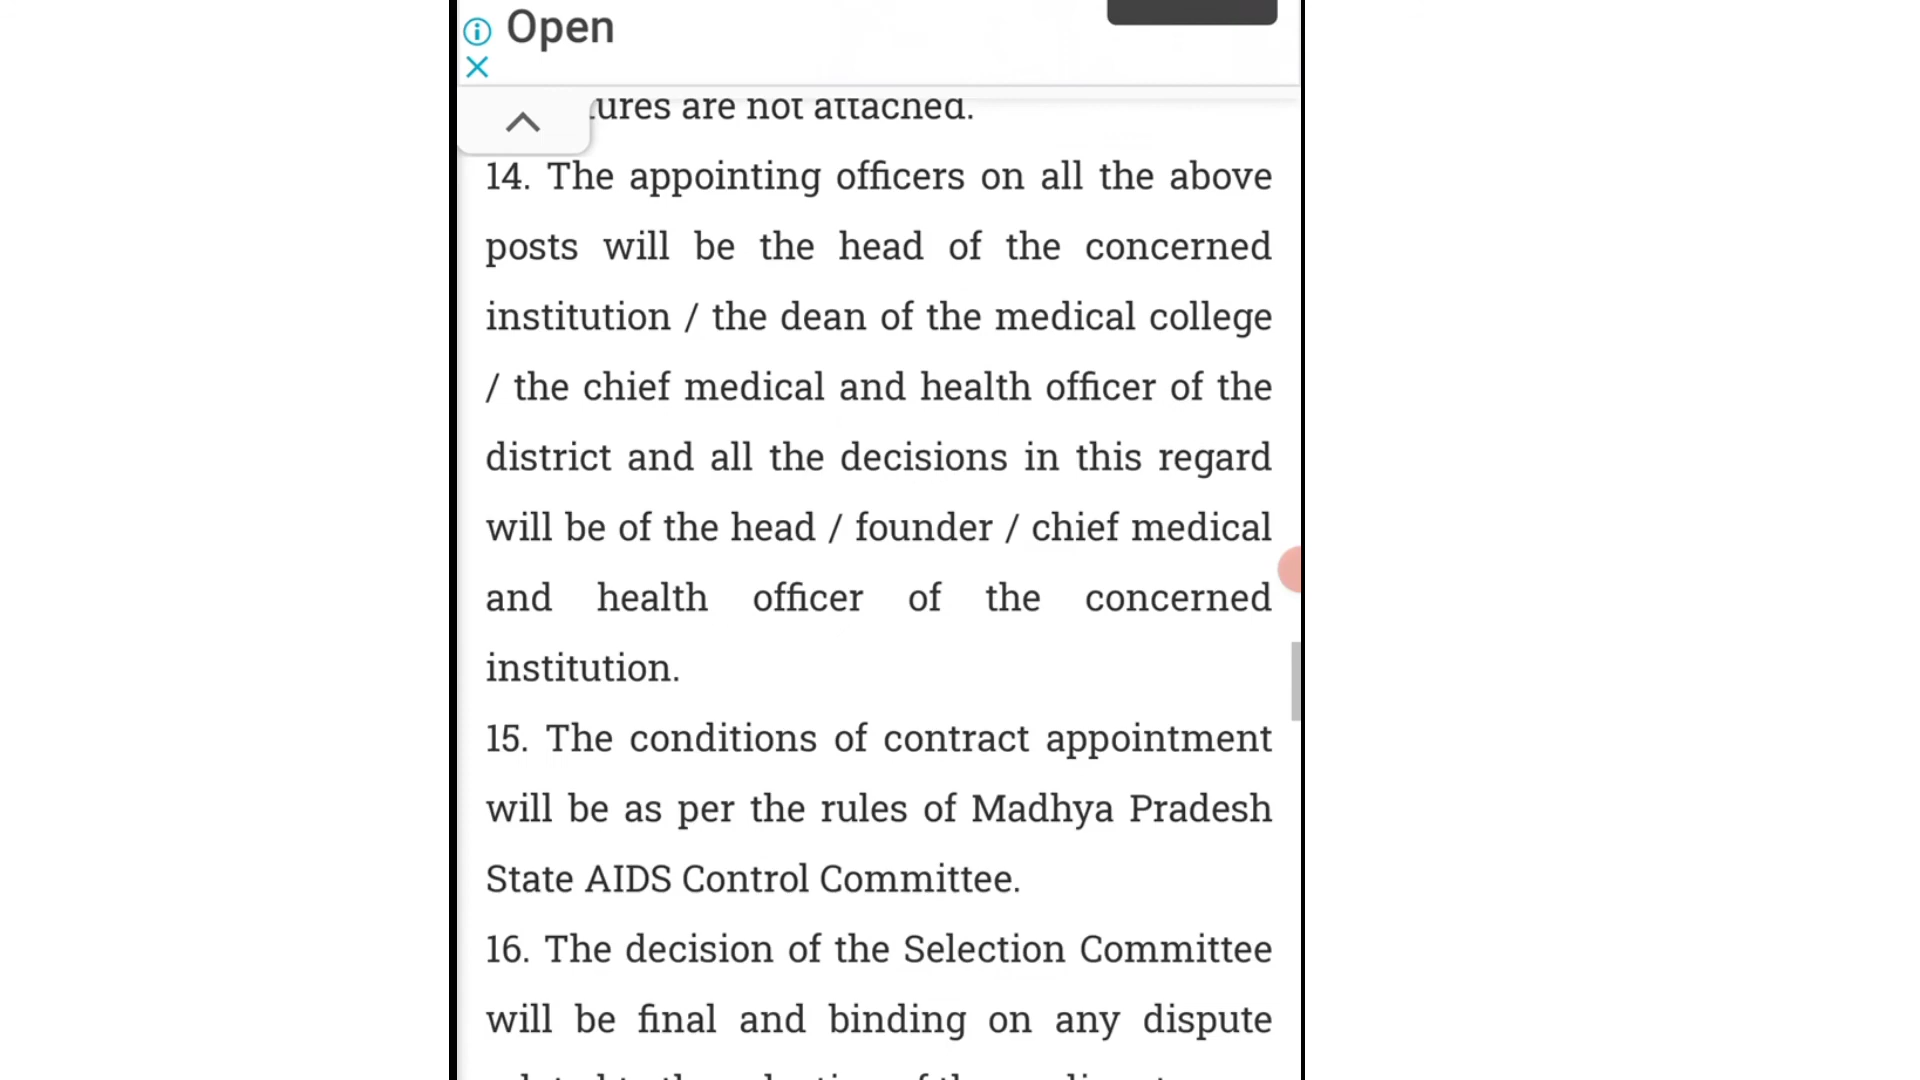 Open
are not attached.
14. The appointing officers on all the above
posts will be the head of the concerned
institution / the dean of the medical college
/ the chief medical and health officer of the
district and all the decisions in this regard
will be of the head / founder / chief medical
and health officer of the concerned
institution.
15. The conditions of contract appointment
will be as per the rules of Madhya Pradesh
State AIDS Control Committee.
16. The decision of the Selection Committee
will be final and binding on any dispute